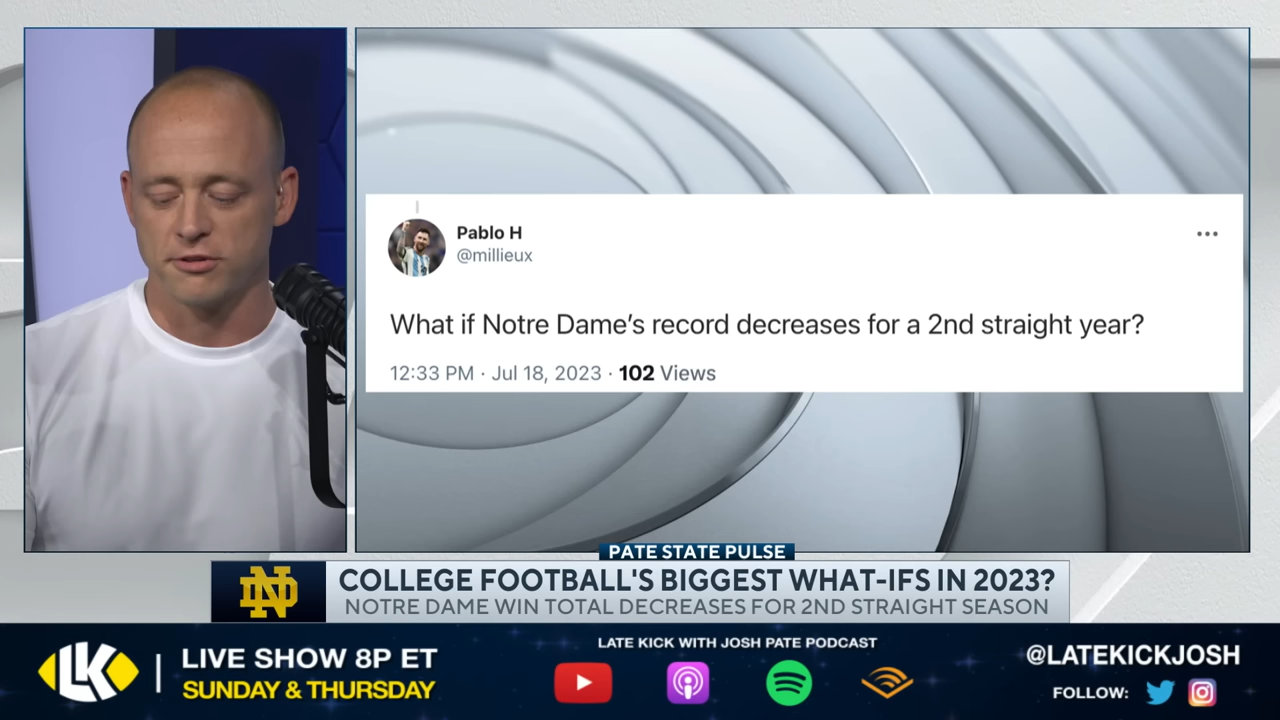 Pablo H
@millieux
What if Notre Dame's record decreases for a 2nd straight year?
12:33 PM · Jul 18, 2023 · 102 Views
PATE STATE PULSE
ND
COLLEGE FOOTBALL'S BIGGEST WHAT-IFS IN 2023?
NOTRE DAME WIN TOTAL DECREASES FOR 2ND STRAIGHT SEASON
LK
LIVE SHOW 8P ET
SUNDAY & THURSDAY
LATE KICK WITH JOSH PATE PODCAST
@LATEKICKJOSH
FOLLOW: